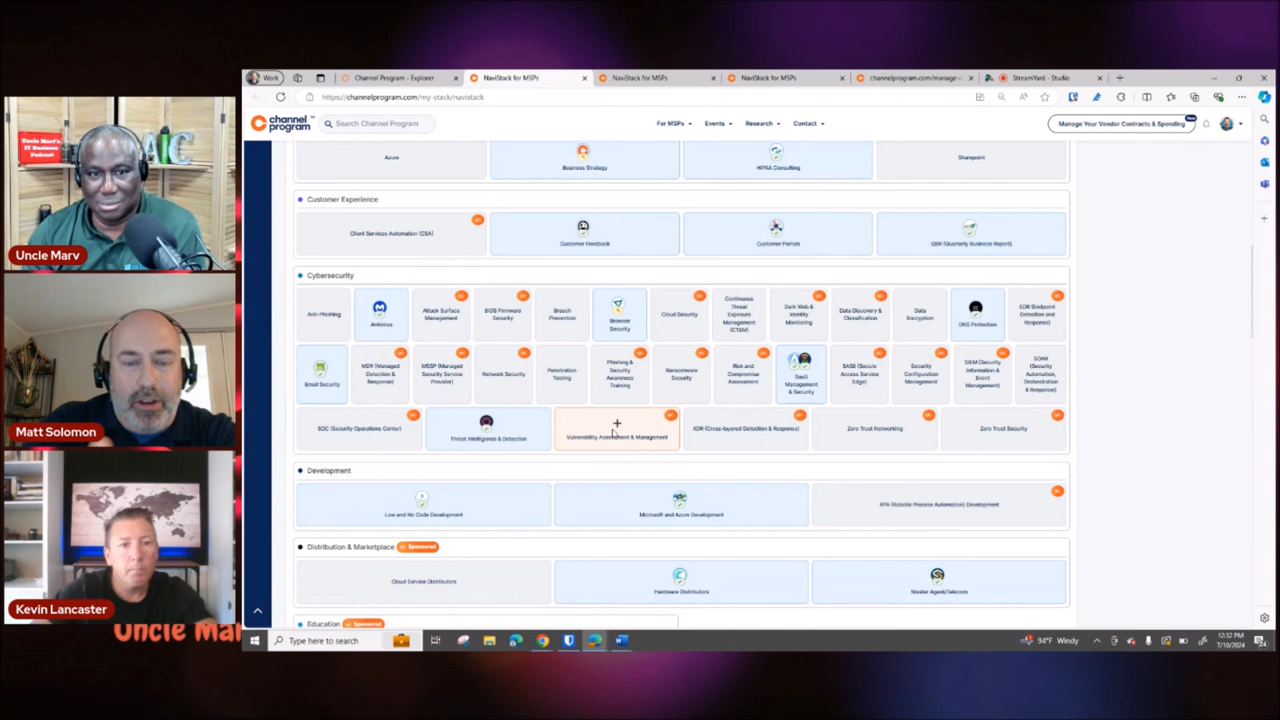 Work
Channel Program - Explorer
NaviStack for MSPs
NaviStack for MSPs
NaviStack for MSPs
channelprogram.com/manage-
StreamYard - Studio
https://channelprogram.com/my-stack/navistack
channel program
Search Channel Program
For MSPs
Events
Research
Contact
Manage Your Vendor Contracts & Spending
Azure
Business Strategy
HIPAA Consulting
Sharepoint
Customer Experience
Client Services Automation (CSA)
Customer Feedback
Customer Portals
QBR (Quarterly Business Report)
Cybersecurity
Anti-Phishing
Antivirus
Attack Surface Management
BIOS Firmware Security
Breach Prevention
Browser Security
Cloud Security
Continuous Threat Exposure Management (CTEM)
Dark Web & Identity Monitoring
Data Discovery & Classification
Data Encryption
DNS Protection
EDR (Endpoint Detection and Response)
Email Security
MDR (Managed Detection & Response)
MSSP (Managed Security Service Provider)
Network Security
Penetration Testing
Phishing & Security Awareness Training
Ransomware Security
Risk and Compromise Assessment
SaaS Management & Security
SASE (Secure Access Service Edge)
Security Configuration Management
SIEM (Security Information & Event Management)
SOAR (Security Automation, Orchestration & Response)
SOC (Security Operations Center)
Threat Intelligence & Detection
Vulnerability Assessment & Management
XDR (Cross-layered Detection & Response)
Zero Trust Networking
Zero Trust Security
Development
Low and No Code Development
Microsoft and Azure Development
RPA (Robotic Process Automation) Development
Distribution & Marketplace
Sponsored
Cloud Service Distributors
Hardware Distributors
Master Agent/Telecom
Education
Sponsored
Type here to search
94°F Windy
12:32 PM
7/10/2024
Uncle Marv's
IT Business
Podcast
Uncle Marv
Matt Solomon
Kevin Lancaster
Uncle Mar